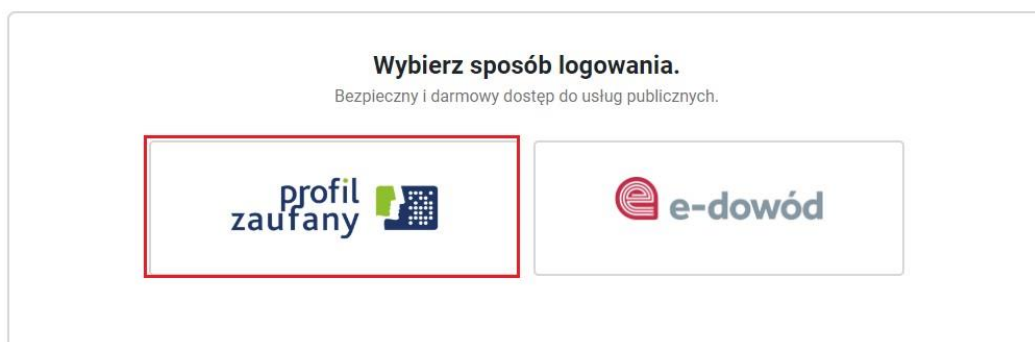 Wybierz sposób logowania.
Bezpieczny i darmowy dostęp do usług publicznych.
profil
zaufany
e-dowód